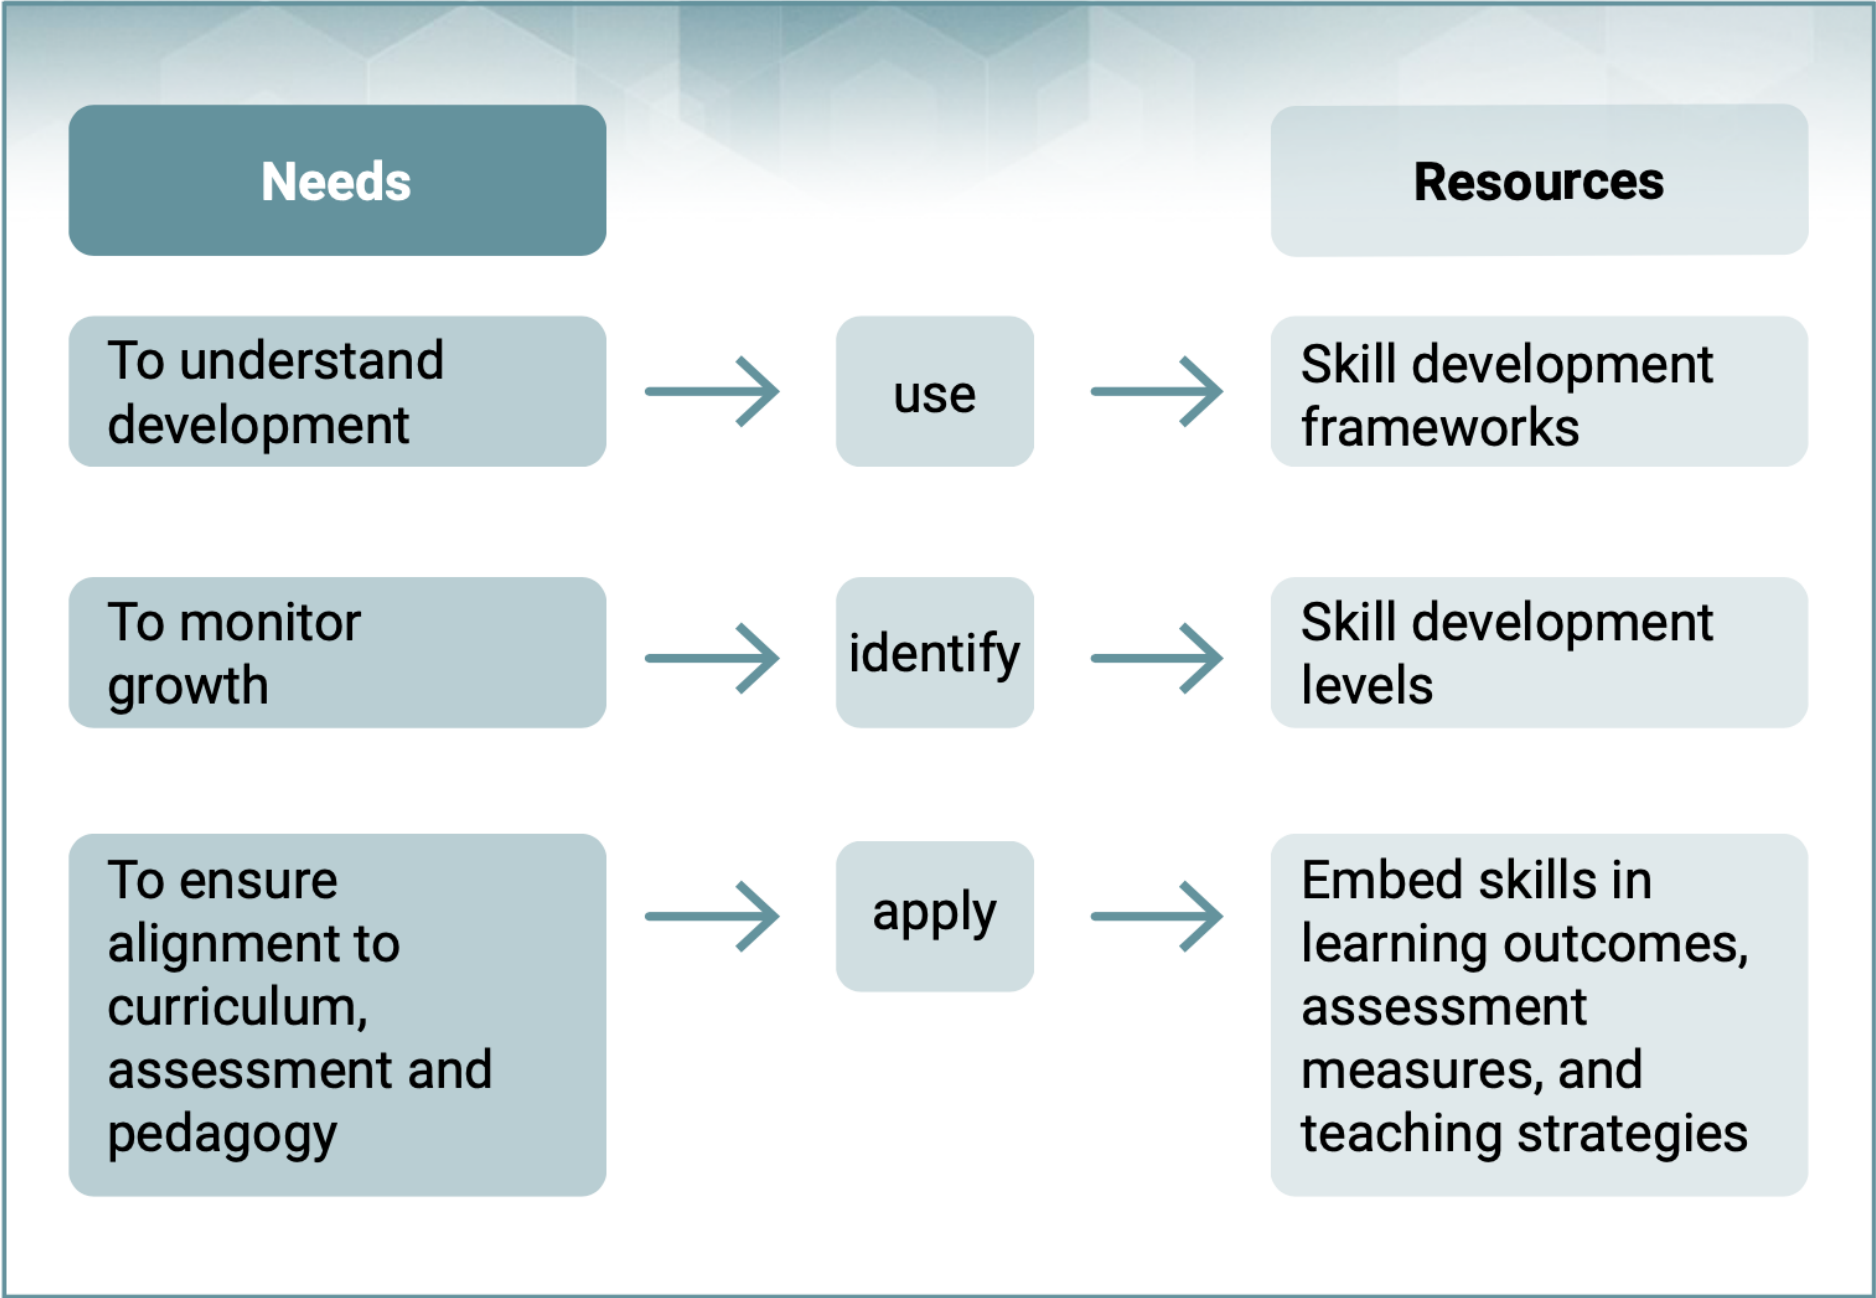 Needs
Resources
To understand
development
use
Skill development
frameworks
To monitor
growth
identify
Skill development
levels
To ensure
alignment to
curriculum,
assessment and
pedagogy
apply
Embed skills in
learning outcomes,
assessment
measures, and
teaching strategies